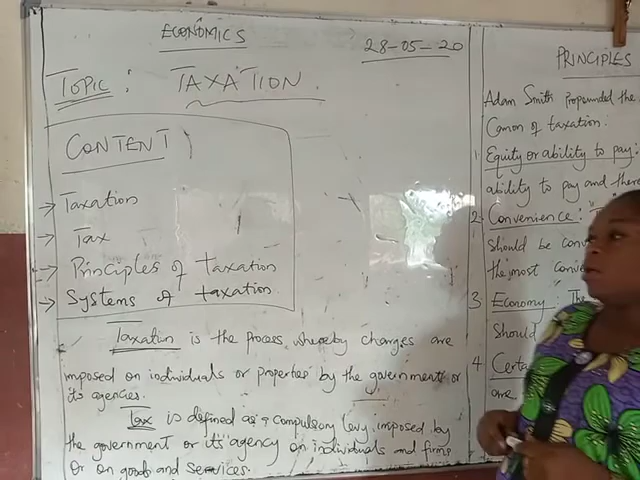 ECONOMICS
28-05-20
TOPIC: TAXATION.
CONTENT
→ Taxation
→ Tax
→ Principles of taxation
→ Systems of taxation.
Taxation is the process whereby charges are
imposed on individuals or properties by the government or
its agencies.
Tax is defined as a compulsory levy imposed by
the government or its agency on individuals and firms
or on goods and services.
PRINCIPLES
Adam Smith propounded the
Canon of taxation:
1 Equity or ability to pay:
ability to pay and there
2. Convenience:
should be conv
the most conve
3 Economy: The
Should
4 Certa
are